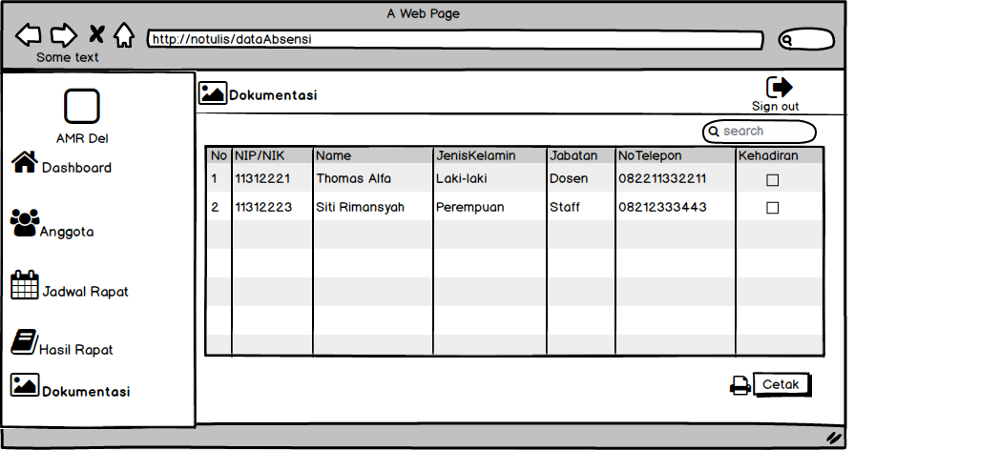 A Web Page
http://notulis/dataAbsensi
Some text
AMR Del
Dashboard
Anggota
Jadwal Rapat
Hasil Rapat
Dokumentasi
Dokumentasi
Sign out
search
No NIP/NIK Name JenisKelamin Jabatan NoTelepon Kehadiran
1 11312221 Thomas Alfa Laki-laki Dosen 082211332211
2 11312223 Siti Rimansyah Perempuan Staff 08212333443
Cetak